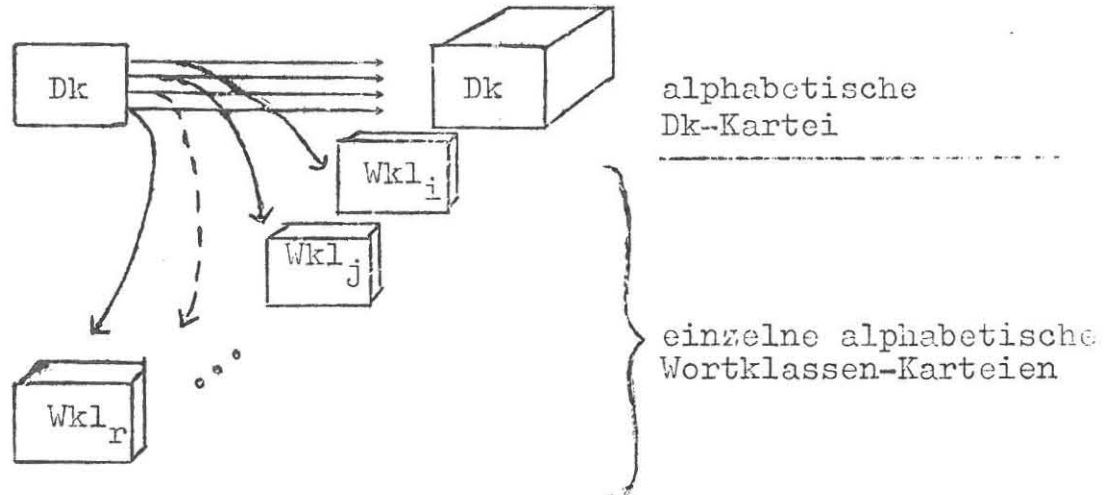 Dk
Dk
alphabetische
Dk-Kartei
Wkl_i
Wkl_j
einzelne alphabetische
Wortklassen-Karteien
Wkl_r